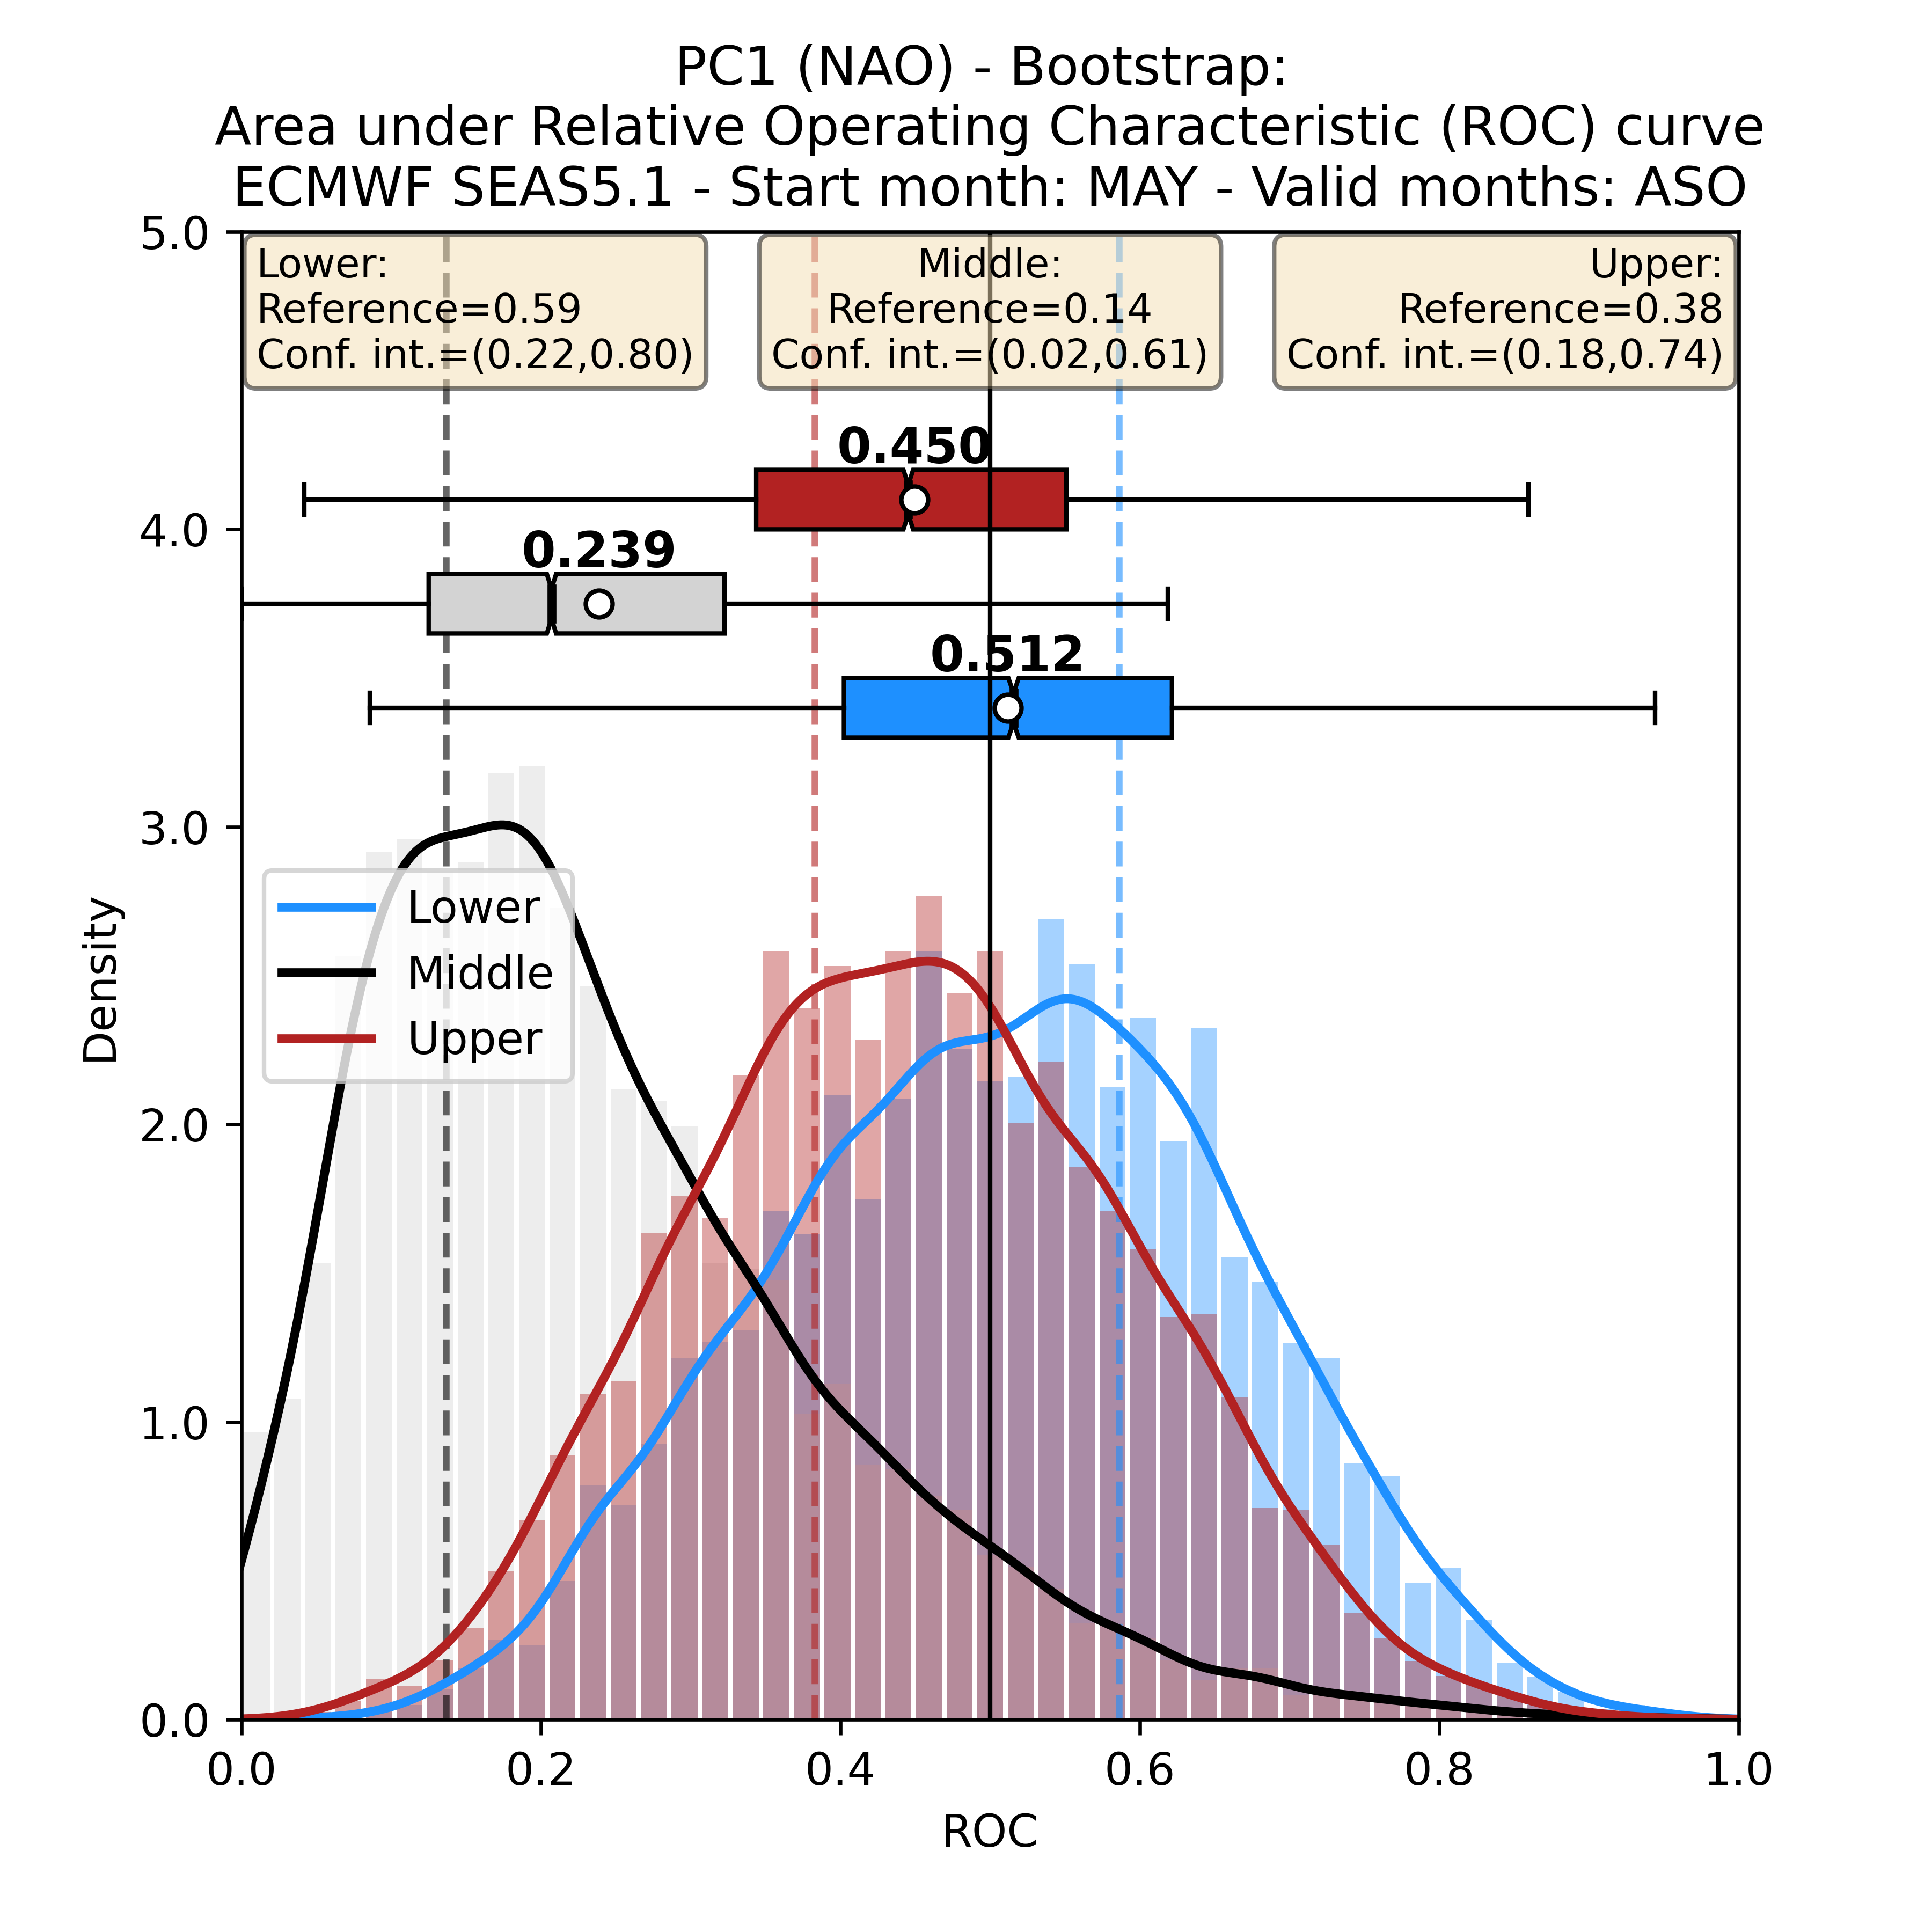 PC1 (NAO) - Bootstrap:
Area under Relative Operating Characteristic (ROC) curve
ECMWF SEAS5.1 - Start month: MAY - Valid months: ASO
Lower:
Reference=0.59
Conf. int.=(0.22,0.80)
Middle:
Reference=0.14
Conf. int.=(0.02,0.61)
Upper:
Reference=0.38
Conf. int.=(0.18,0.74)
0.450
0.239
0.512
Lower
Middle
Upper
Density
5.0
4.0
3.0
2.0
1.0
0.0
0.0
0.2
0.4
0.6
0.8
1.0
ROC